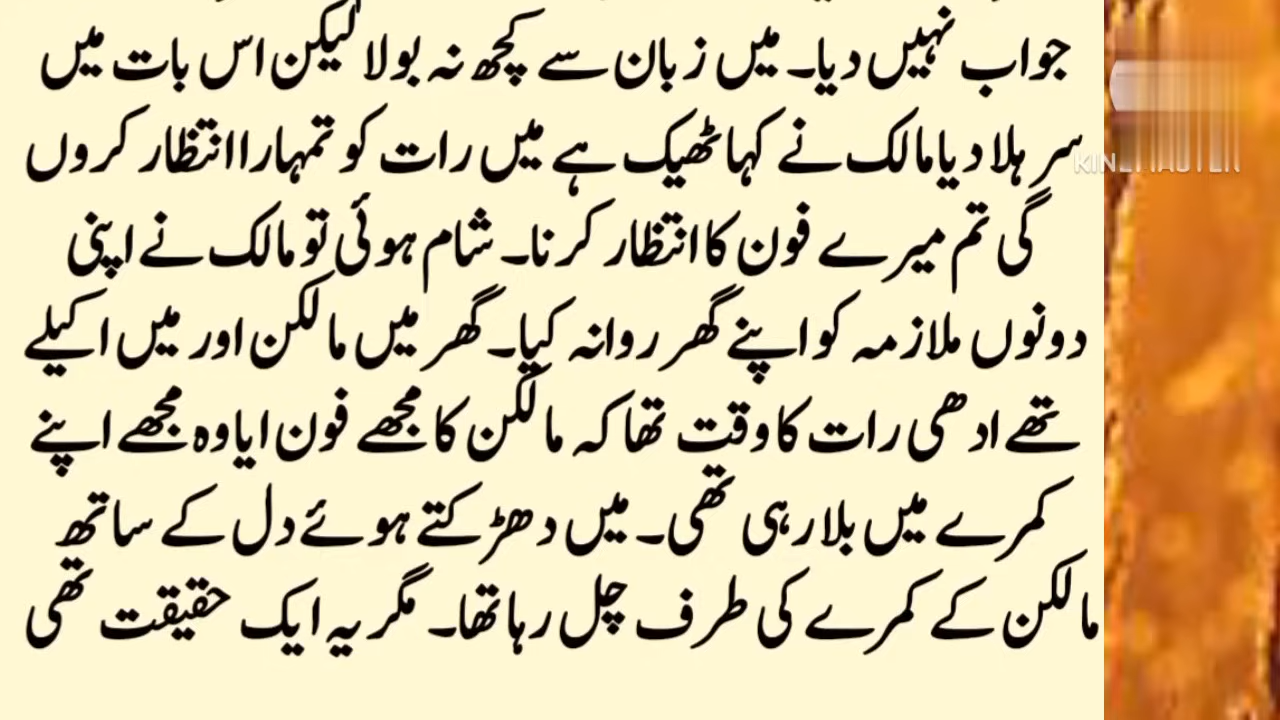 جواب نہیں دیا۔ میں زبان سے کچھ نہ بولا لیکن اس بات میں
سر ہلا دیا مالک نے کہا ٹھیک ہے میں رات کو تمہارا انتظار کروں
گی تم میرے فون کا انتظار کرنا۔ شام ہوئی تو مالک نے اپنی
دونوں ملازمہ کو اپنے گھر روانہ کیا۔ گھر میں مالکن اور میں اکیلے
تھے ادھی رات کا وقت تھا کہ مالکن کا مجھے فون ایا وہ مجھے اپنے
کمرے میں بلا رہی تھی۔ میں دھڑکتے ہوئے دل کے ساتھ
مالکن کے کمرے کی طرف چل رہا تھا۔ مگر یہ ایک حقیقت تھی
KINEMASTER